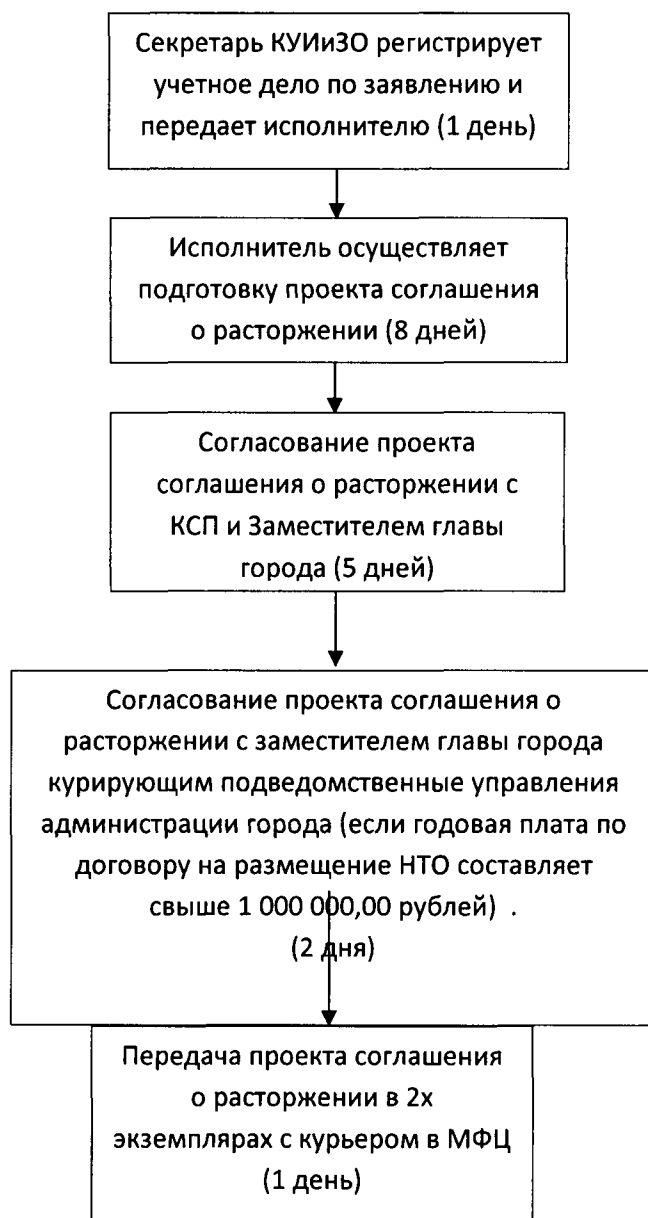 Секретарь КУИиЗО регистрирует
учетное дело по заявлению и
передает исполнителю (1 день)
Исполнитель осуществляет
подготовку проекта соглашения
о расторжении (8 дней)
Согласование проекта
соглашения о расторжении с
КСП и Заместителем главы
города (5 дней)
Согласование проекта соглашения о
расторжении с заместителем главы города
курирующим подведомственные управления
администрации города (если годовая плата по
договору на размещение НТО составляет
свыше 1 000 000,00 рублей) .
(2 дня)
Передача проекта соглашения
о расторжении в 2х
экземплярах с курьером в МФЦ
(1 день)